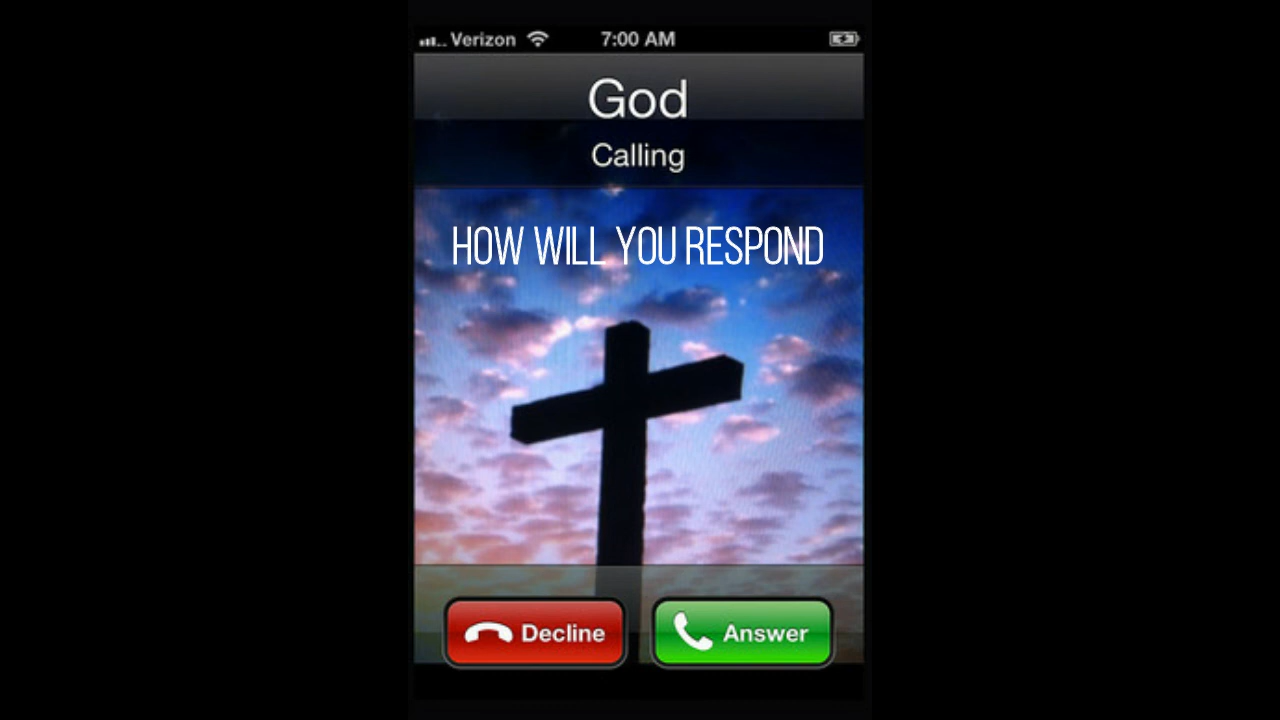 Verizon 7:00 AM
God
Calling
HOW WILL YOU RESPOND
Decline Answer